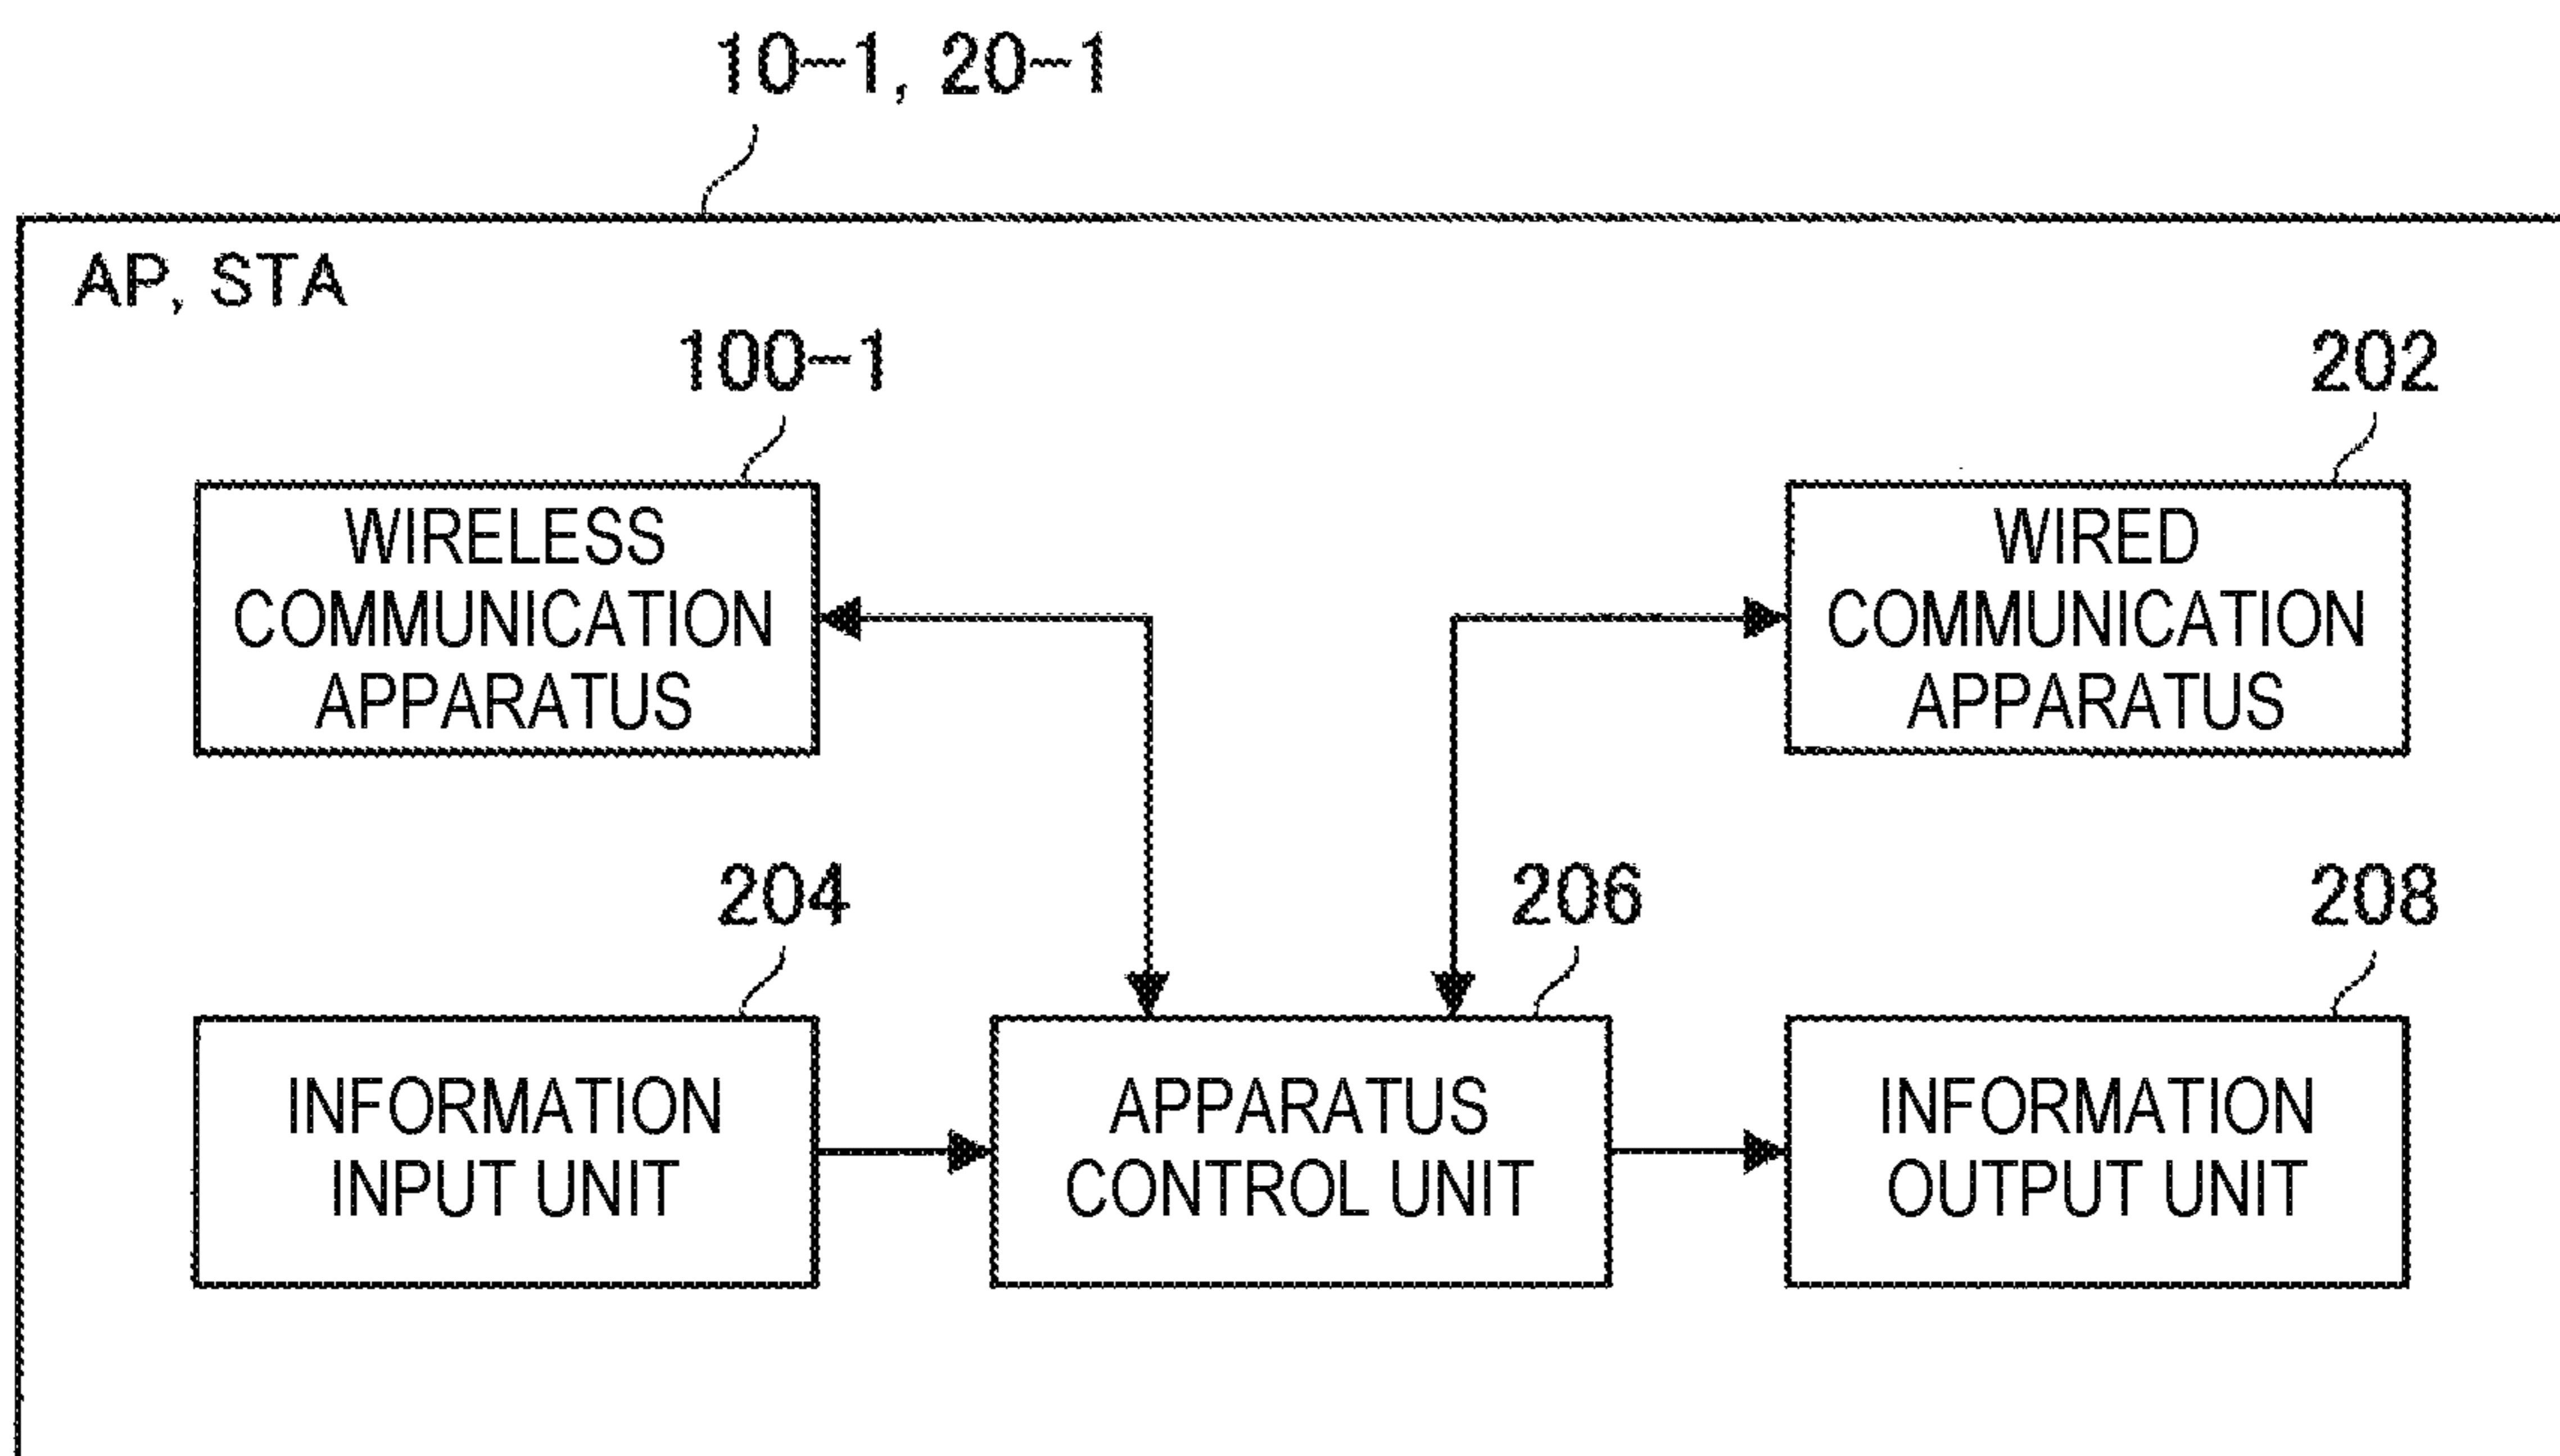 10-1, 20-1
AP, STA
100-1
202
WIRELESS
COMMUNICATION
APPARATUS
WIRED
COMMUNICATION
APPARATUS
204
206
208
INFORMATION
INPUT UNIT
APPARATUS
CONTROL UNIT
INFORMATION
OUTPUT UNIT